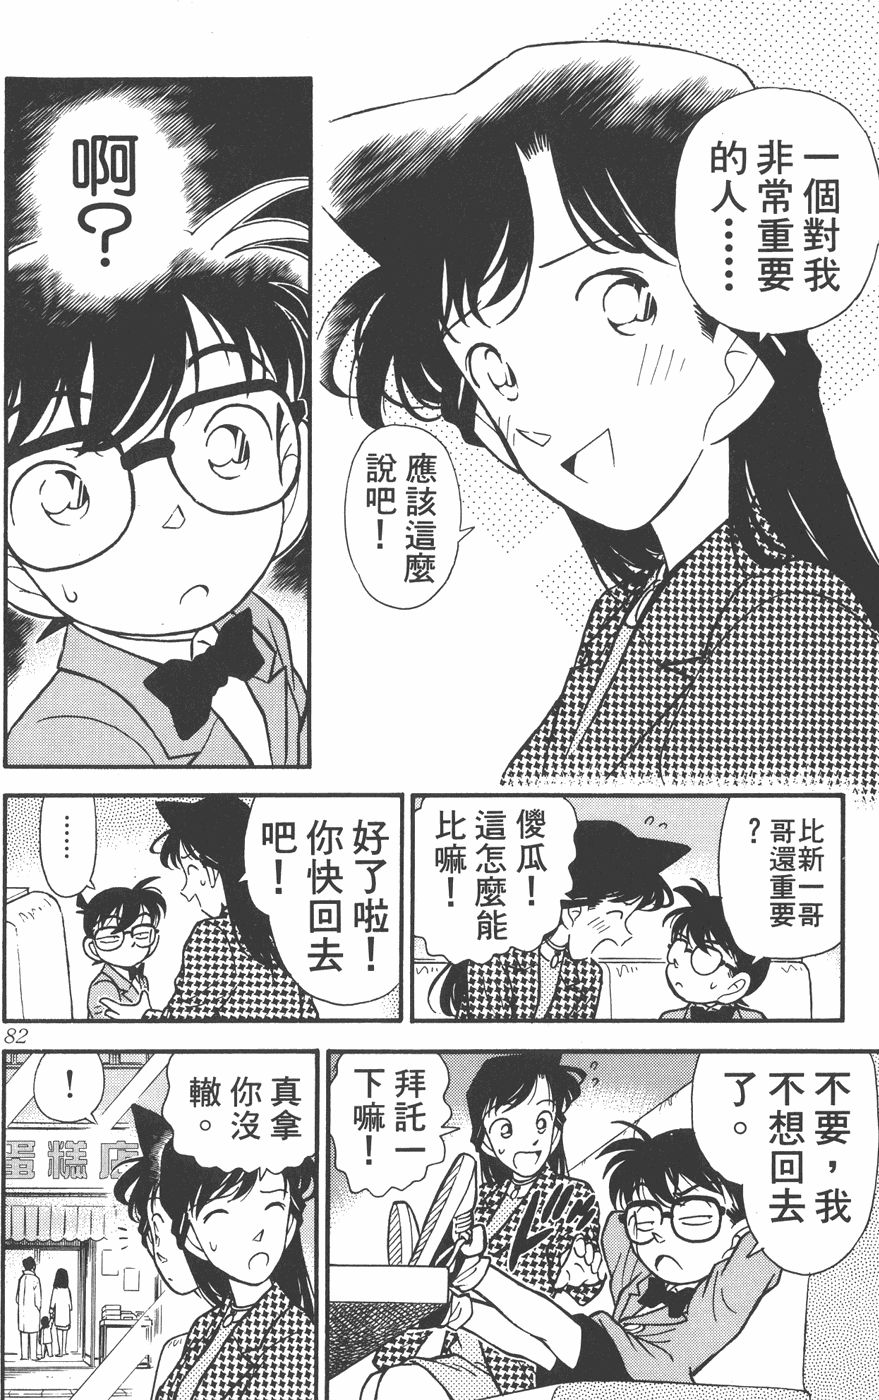 一個對我
非常重要
的人……
應該這麼
說吧！
啊？
比新一哥
哥還重要
？
傻瓜！
這怎麼能
比嘛！
好了啦！
你快回去
吧！
……
82
不要，我
不想回去
了。
拜託一
下嘛！
真拿
你沒
轍。
！
蛋糕店